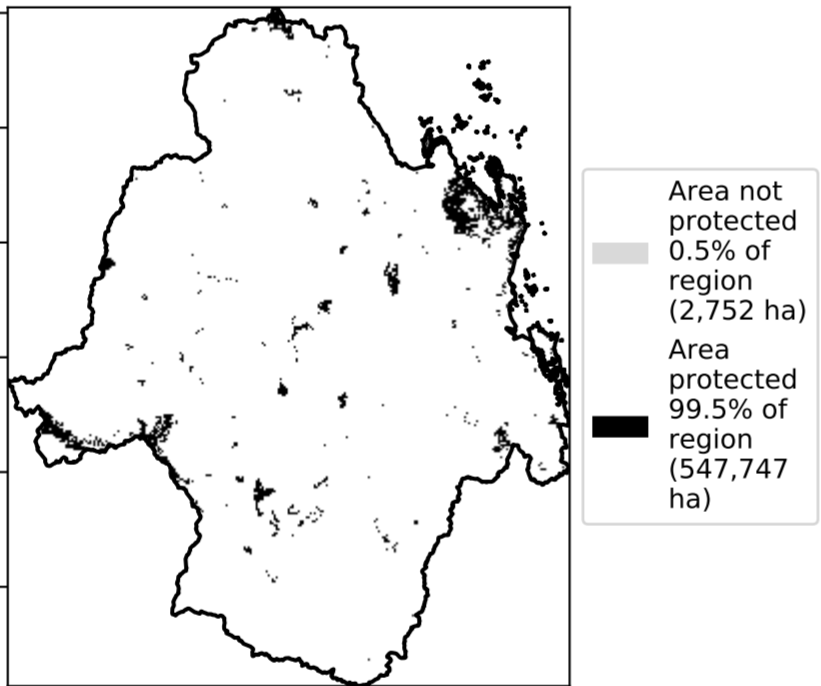 Area not
protected
0.5% of
region
(2,752 ha)
Area
protected
99.5% of
region
(547,747
ha)